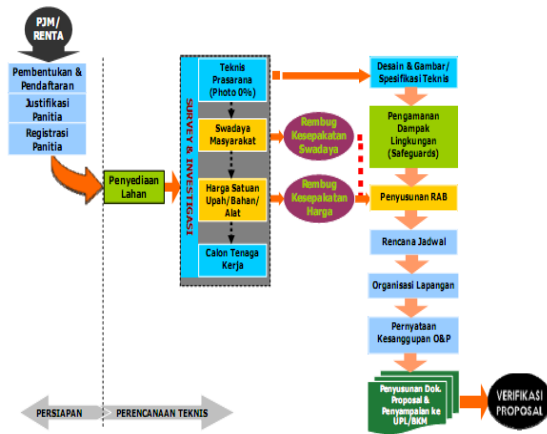 PJM/
RENTA
Pembentukan &
Pendaftaran
Justifikasi
Panitia
Registrasi
Panitia
Penyediaan
Lahan
SURVEY & INVESTIGASI
Teknis
Prasarana
(Photo 0%)
Swadaya
Masyarakat
Harga Satuan
Upah/Bahan/
Alat
Calon Tenaga
Kerja
Rembug
Kesepakatan
Swadaya
Rembug
Kesepakatan
Harga
Desain & Gambar/
Spesifikasi Teknis
Pengamanan
Dampak
Lingkungan
(Safeguards)
Penyusunan RAB
Rencana Jadwal
Organisasi Lapangan
Pernyataan
Kesanggupan O&P
Penyusunan Dok.
Proposal &
Penyampaian ke
UPL/BKM
VERIFIKASI
PROPOSAL
PERSIAPAN
PERENCANAAN TEKNIS